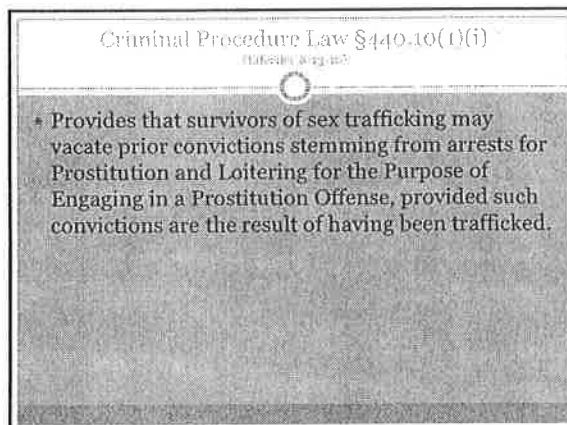 Criminal Procedure Law §440.10(1)(i)
• Provides that survivors of sex trafficking may
vacate prior convictions stemming from arrests for
Prostitution and Loitering for the Purpose of
Engaging in a Prostitution Offense, provided such
convictions are the result of having been trafficked.